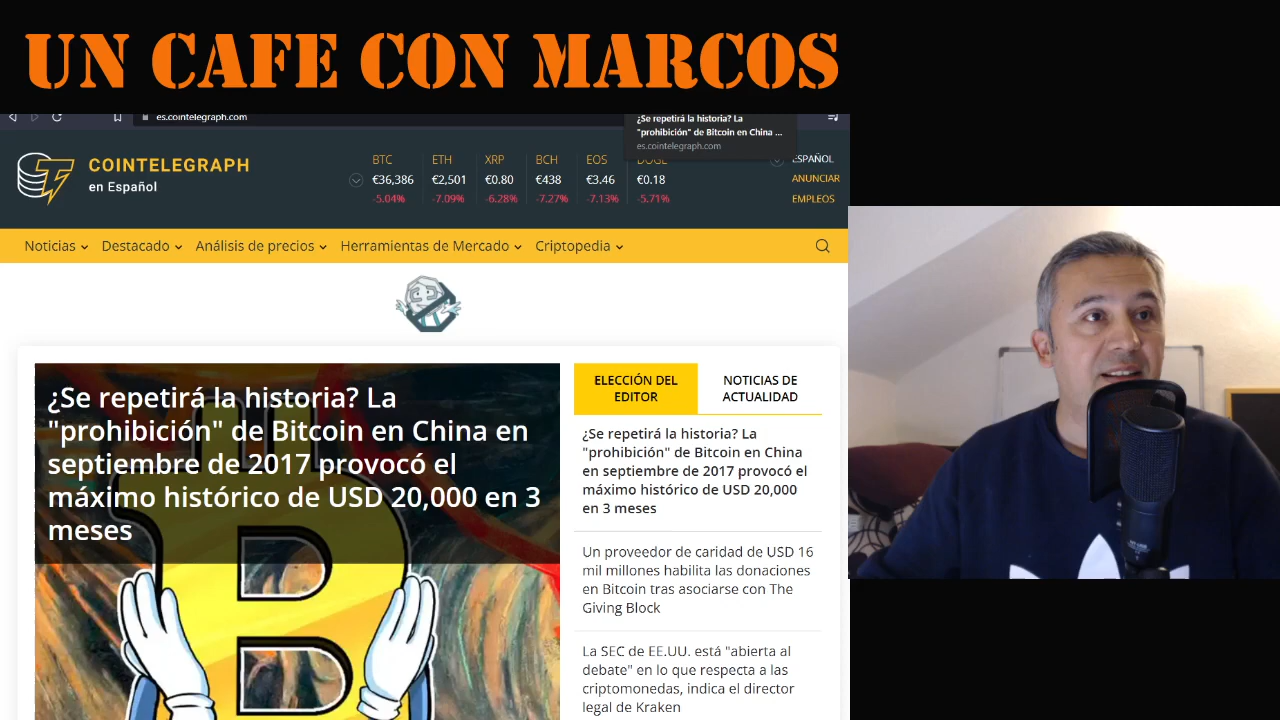 UN CAFE CON MARCOS
es.cointelegraph.com
¿Se repetirá la historia? La
"prohibición" de Bitcoin en China ...
es.cointelegraph.com
COINTELEGRAPH
en Español
BTC ETH XRP BCH EOS DOGE
€36,386 €2,501 €0.80 €438 €3.46 €0.18
-5.04% -7.09% -6.28% -7.27% -7.13% -5.71%
ESPAÑOL
ANUNCIAR
EMPLEOS
Noticias Destacado Análisis de precios Herramientas de Mercado Criptopedia
¿Se repetirá la historia? La
"prohibición" de Bitcoin en China en
septiembre de 2017 provocó el
máximo histórico de USD 20,000 en 3
meses
ELECCIÓN DEL
EDITOR
NOTICIAS DE
ACTUALIDAD
¿Se repetirá la historia? La
"prohibición" de Bitcoin en China
en septiembre de 2017 provocó el
máximo histórico de USD 20,000
en 3 meses
Un proveedor de caridad de USD 16
mil millones habilita las donaciones
en Bitcoin tras asociarse con The
Giving Block
La SEC de EE.UU. está "abierta al
debate" en lo que respecta a las
criptomonedas, indica el director
legal de Kraken